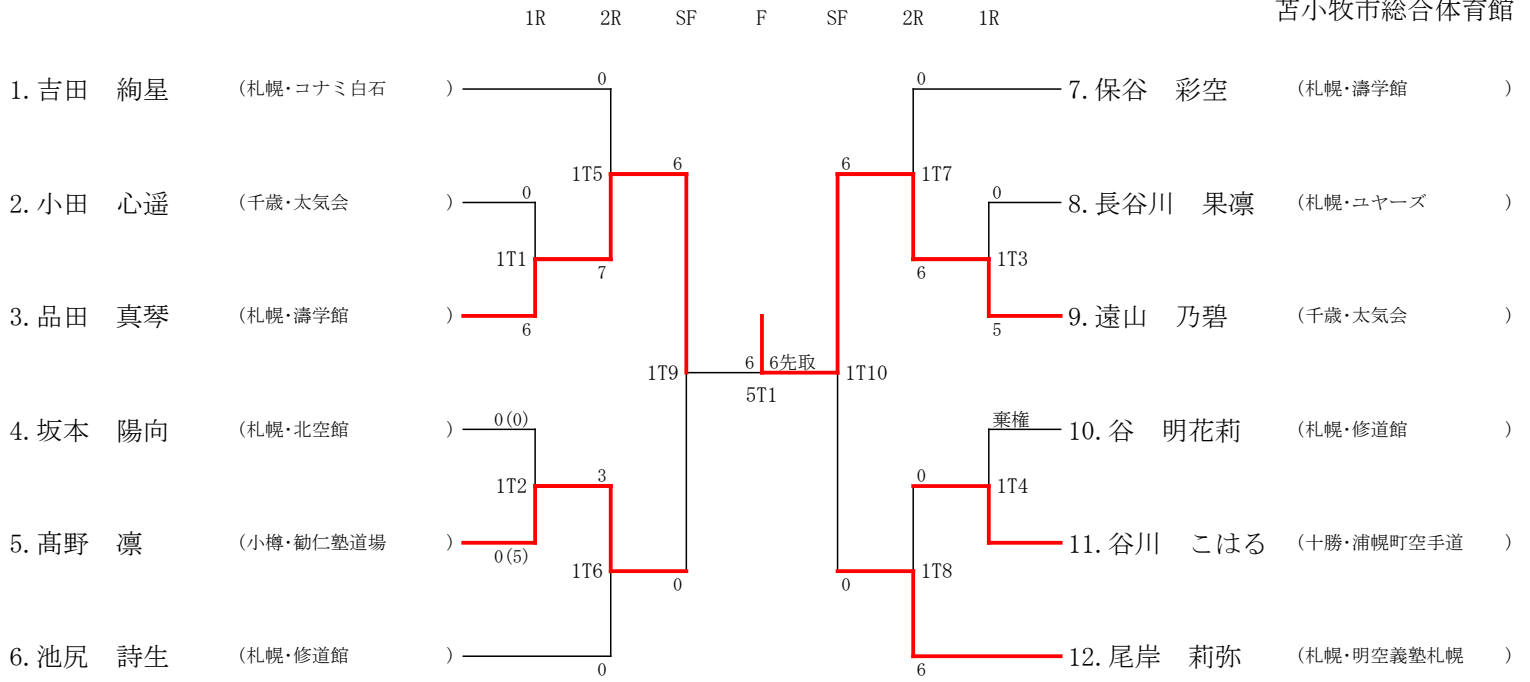 苫小牧市総合体育館
1R 2R SF F SF 2R 1R
0 0
1.吉田 絢星 (札幌・コナミ白石 ) 7.保谷 彩空 (札幌・濤学館 )
1T5 6 6 1T7
0 0
2.小田 心遥 (千歳・太気会 ) 8.長谷川 果凛 (札幌・ユヤーズ )
1T1 7 6 1T3
3.品田 真琴 (札幌・濤学館 ) 9.遠山 乃碧 (千歳・太気会 )
6 5
1T9 6 6先取 1T10
5T1
0(0) 棄権
4.坂本 陽向 (札幌・北空館 ) 10.谷 明花莉 (札幌・修道館 )
1T2 3 0 1T4
5.髙野 凛 (小樽・勧仁塾道場 ) 11.谷川 こはる (十勝・浦幌町空手道 )
0(5)
1T6 0 0 1T8
6.池尻 詩生 (札幌・修道館 ) 12.尾岸 莉弥 (札幌・明空義塾札幌 )
0 6